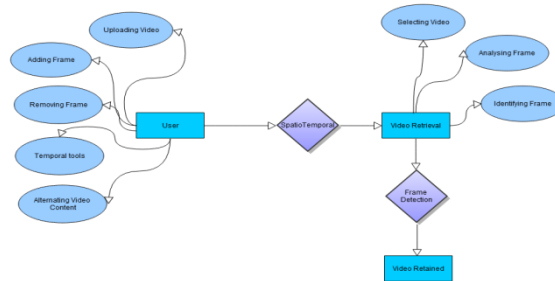 Uploading Video
Adding Frame
Removing Frame
Temporal tools
Alternating Video
Content
User
SpatioTemporal
Selecting Video
Analysing Frame
Identifying Frame
Video Retrieval
Frame
Detection
Video Retained